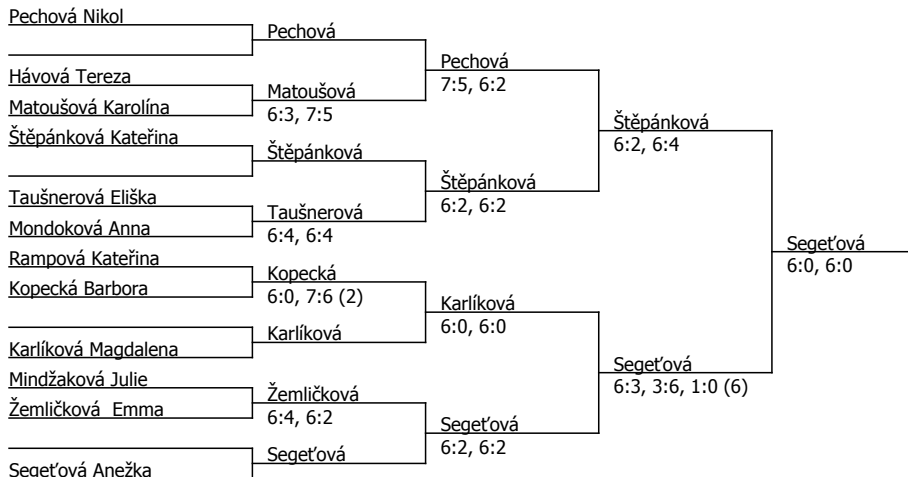 Pechová Nikol
Pechová
Pechová
7:5, 6:2
Hávová Tereza
Matoušová
6:3, 7:5
Matoušová Karolína
Štěpánková
6:2, 6:4
Štěpánková Kateřina
Štěpánková
Štěpánková
6:2, 6:2
Taušnerová Eliška
Taušnerová
6:4, 6:4
Mondoková Anna
Segeťová
6:0, 6:0
Rampová Kateřina
Kopecká
6:0, 7:6 (2)
Kopecká Barbora
Karlíková
6:0, 6:0
Karlíková
Karlíková Magdalena
Segeťová
6:3, 3:6, 1:0 (6)
Mindžaková Julie
Žemličková
6:4, 6:2
Žemličková  Emma
Segeťová
6:2, 6:2
Segeťová
Segeťová Anežka